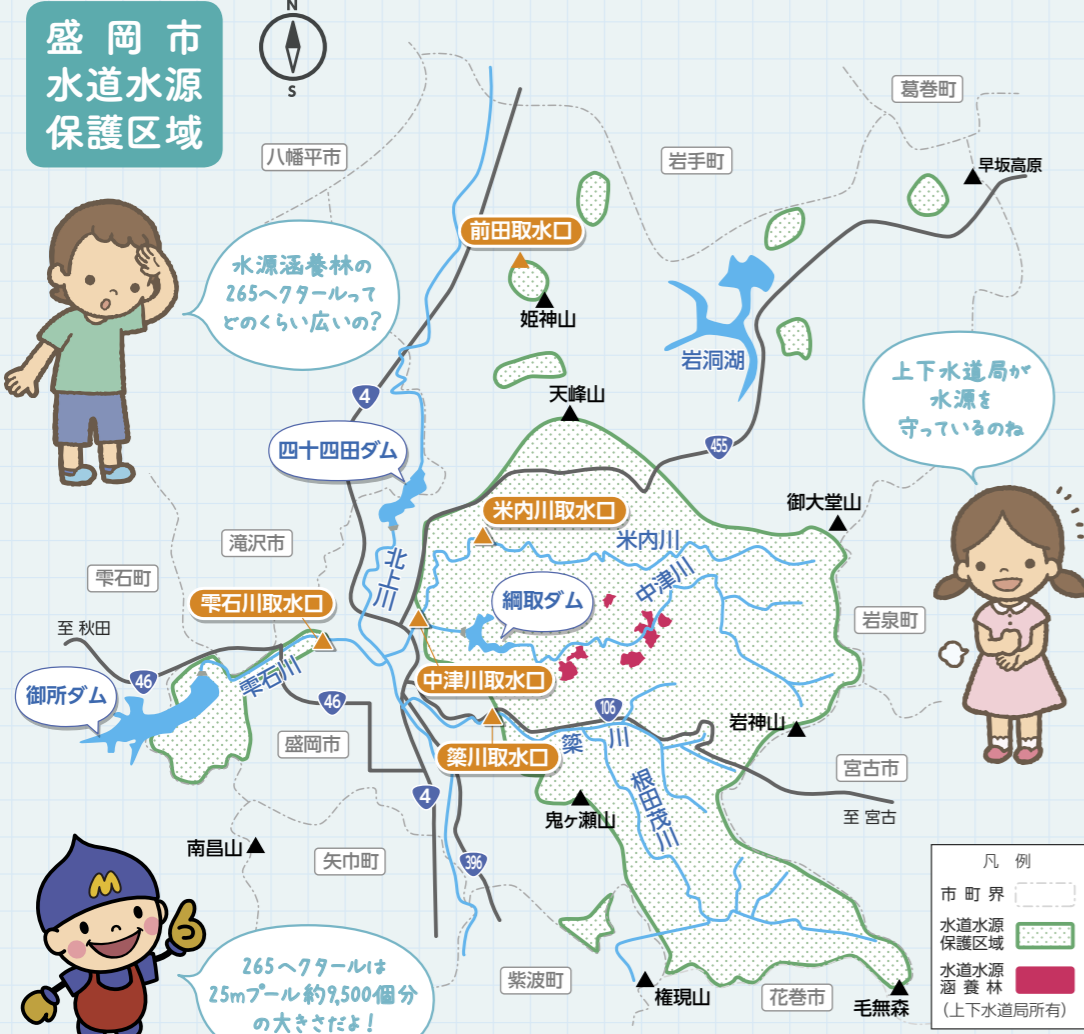 盛岡市
水道水源
保護区域
N
S
八幡平市
岩手町
葛巻町
早坂高原
水源涵養林の
265ヘクタールって
どのくらい広いの?
前田取水口
姫神山
岩洞湖
上下水道局が
水源を
守っているのね
4
天峰山
455
四十四田ダム
米内川取水口
御大堂山
滝沢市
米内川
雫石町
北上川
綱取ダム
中津川
雫石川取水口
岩泉町
至 秋田
46
御所ダム
雫石川
中津川取水口
46
106
岩神山
盛岡市
簗川取水口
簗川
宮古市
根田茂川
4
鬼ヶ瀬山
至 宮古
南昌山
矢巾町
396
凡 例
市 町 界
水道水源
保護区域
水道水源
涵 養 林
(上下水道局所有)
M
265ヘクタールは
25mプール約9,500個分
の大きさだよ!
紫波町
権現山
花巻市
毛無森